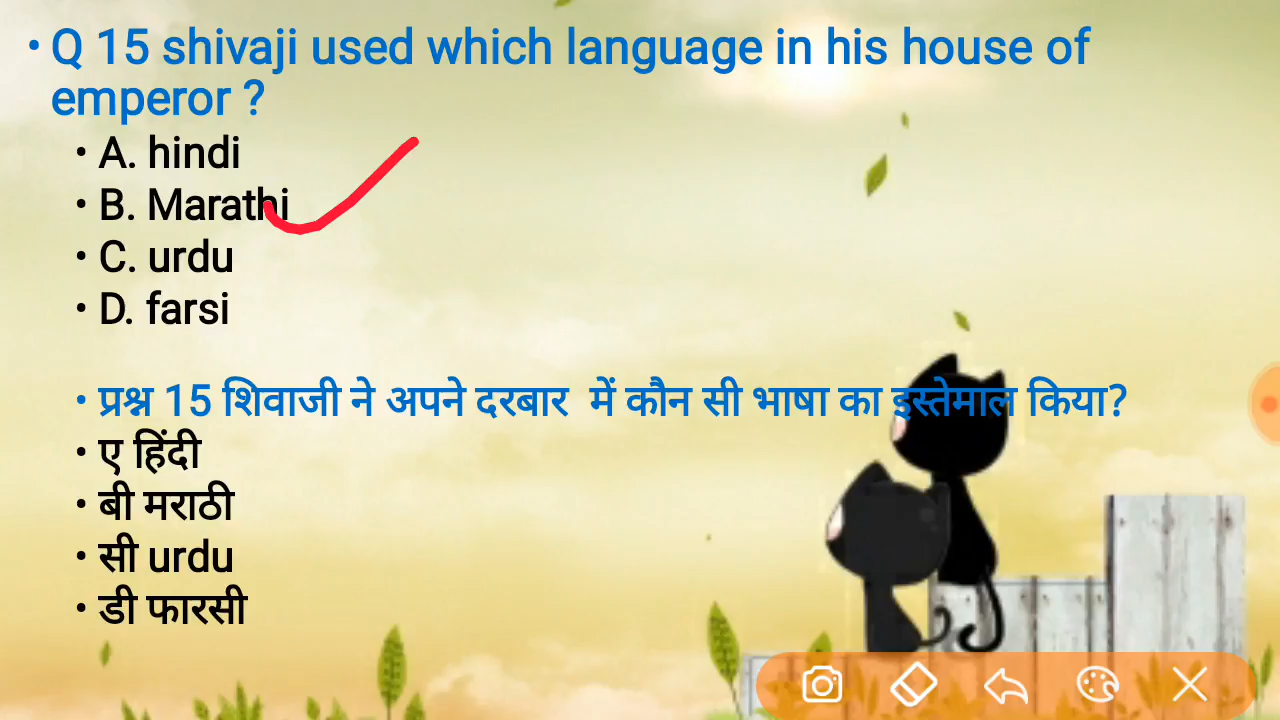 • Q 15 shivaji used which language in his house of
emperor ?
• A. hindi
• B. Marathi
• C. urdu
• D. farsi
• प्रश्न 15 शिवाजी ने अपने दरबार में कौन सी भाषा का इस्तेमाल किया?
• ए हिंदी
• बी मराठी
• सी urdu
• डी फारसी